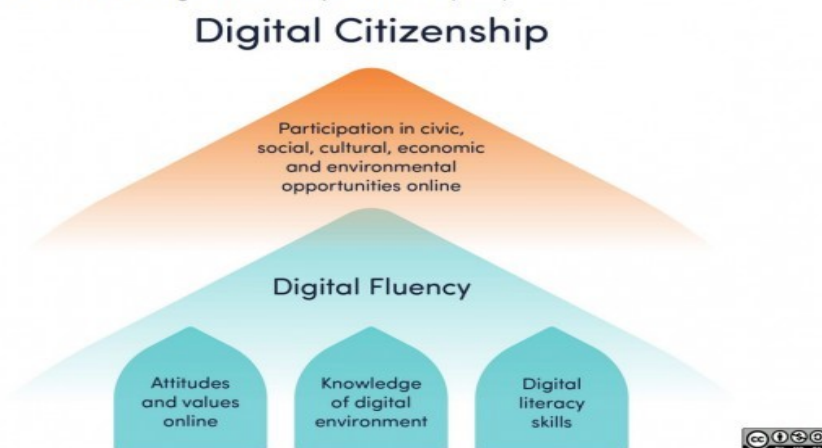 Digital Citizenship
Participation in civic,
social, cultural, economic
and environmental
opportunities online
Digital Fluency
Attitudes
and values
online
Knowledge
of digital
environment
Digital
literacy
skills